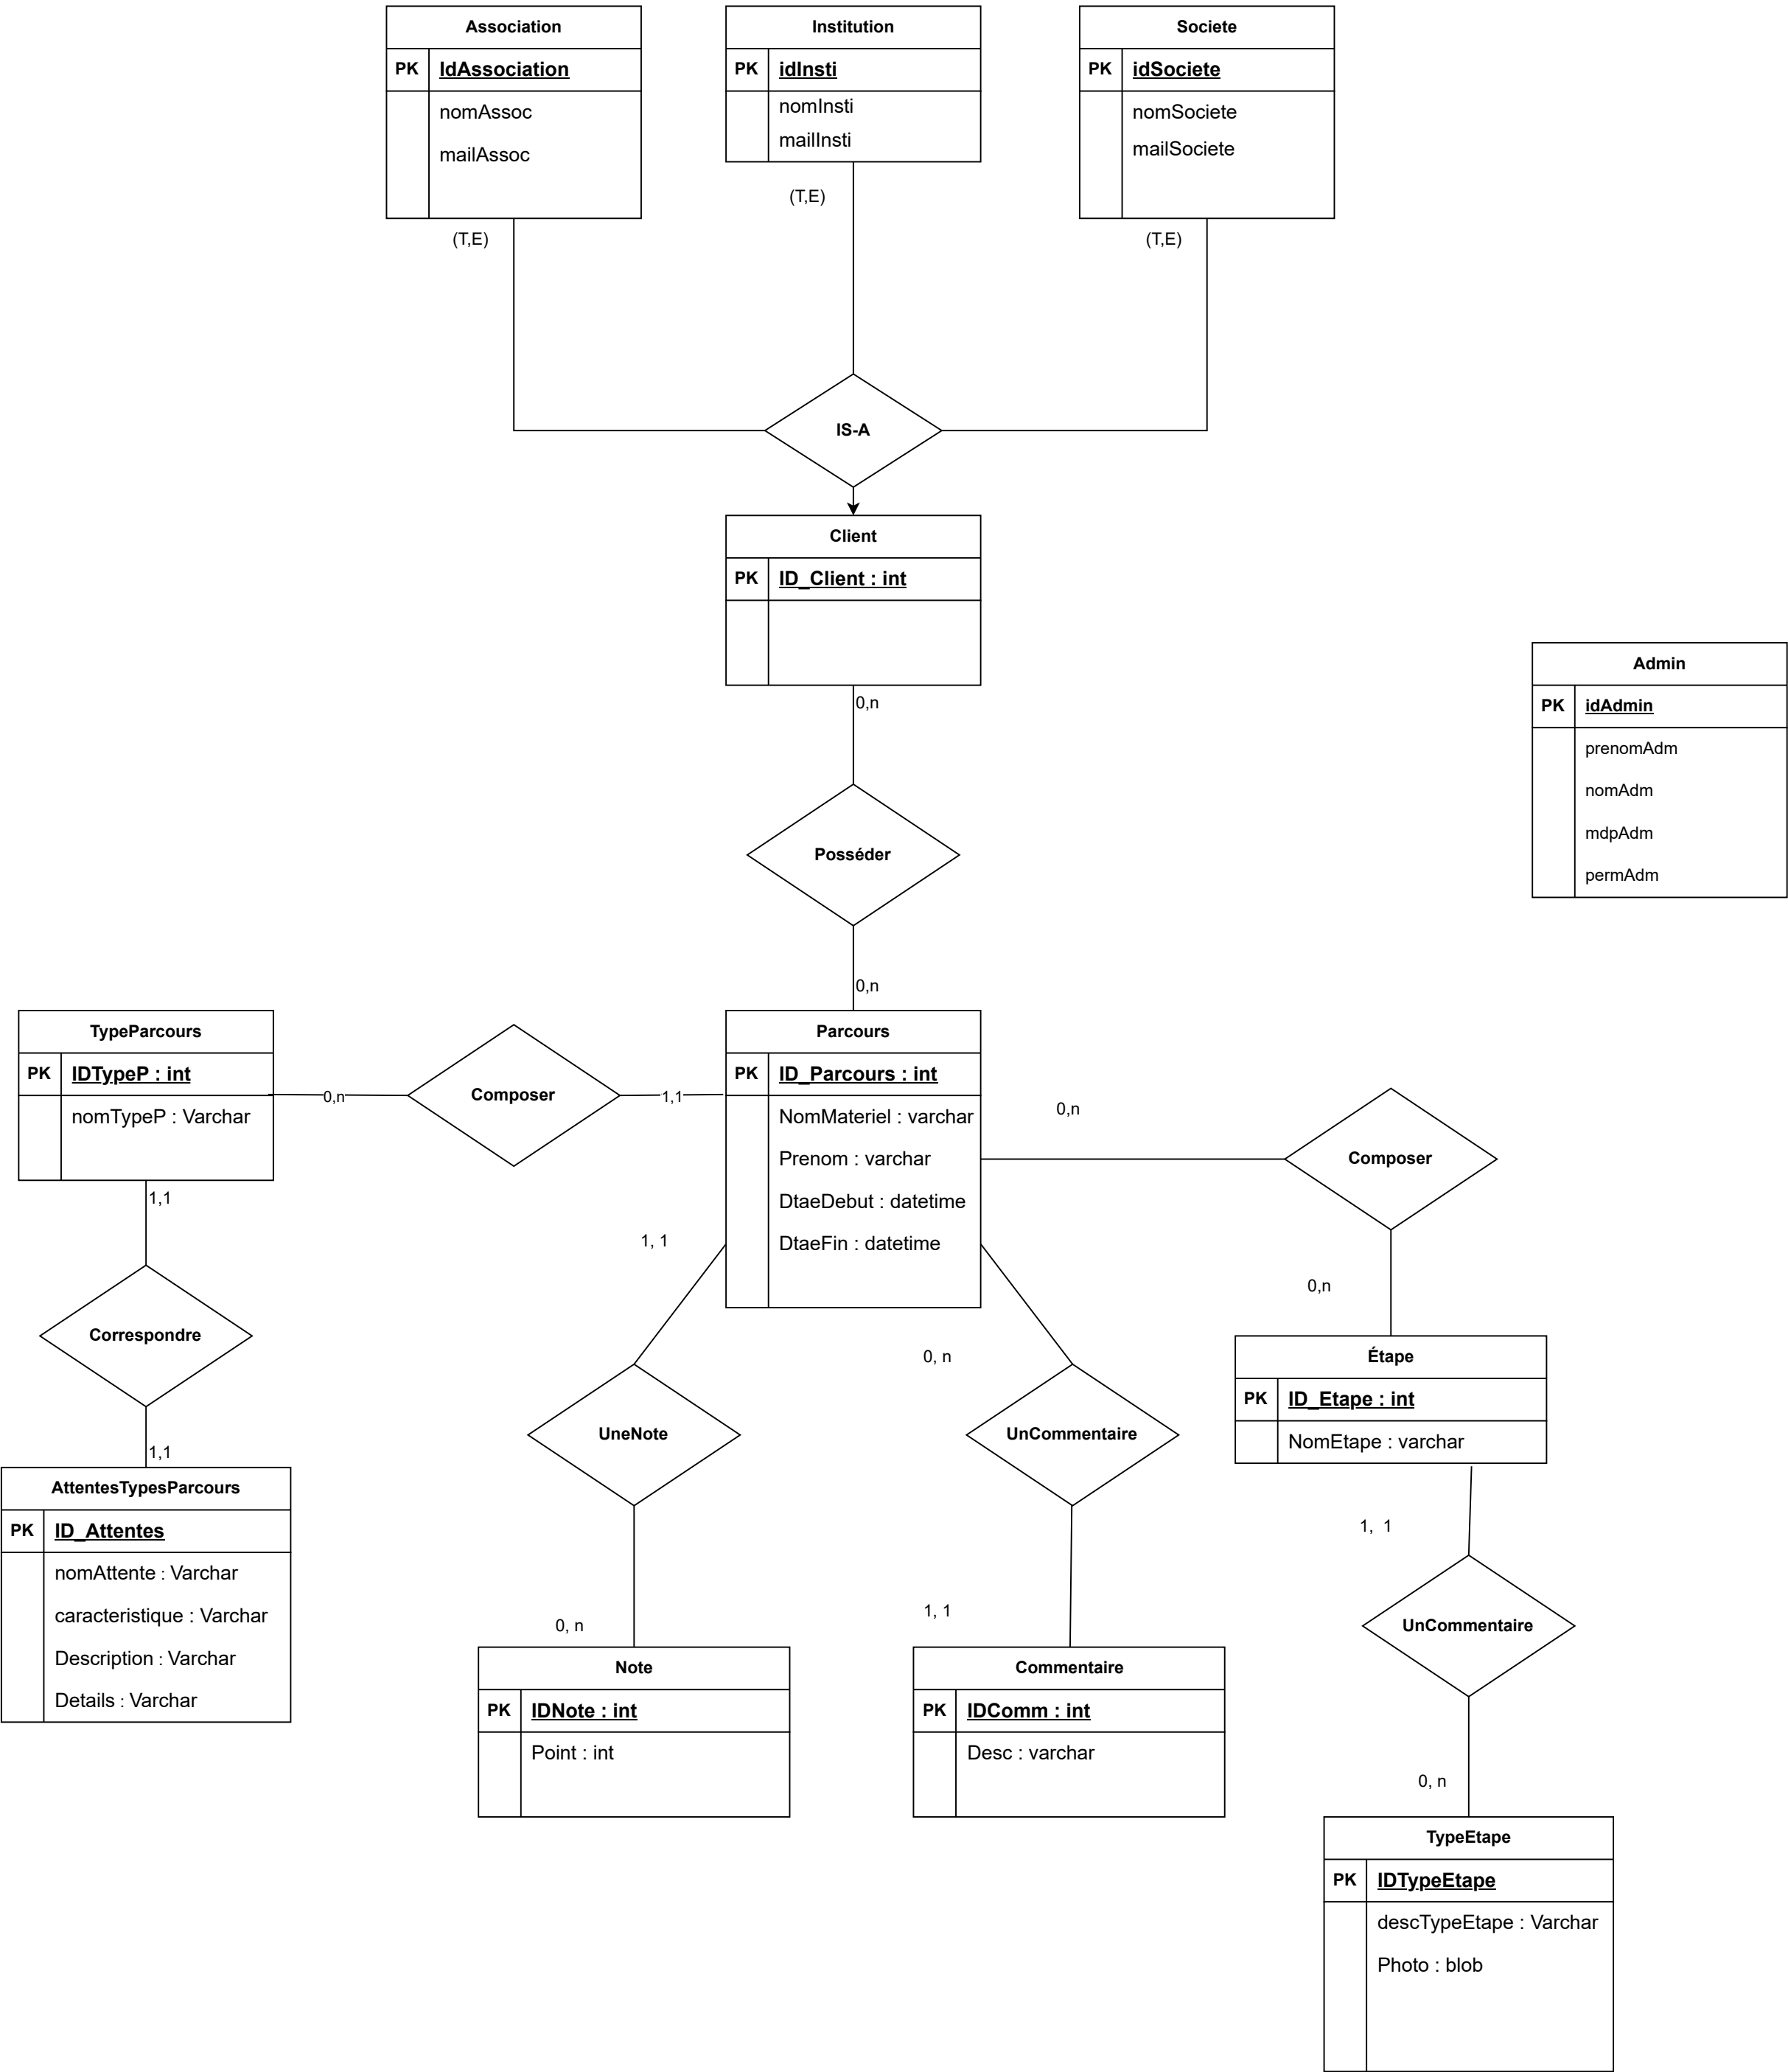 Association
PK IdAssociation
nomAssoc
mailAssoc
Institution
PK idInsti
nomInsti
mailInsti
Societe
PK idSociete
nomSociete
mailSociete
(T,E)
(T,E)
(T,E)
IS-A
Client
PK ID_Client : int
0,n
Admin
PK idAdmin
prenomAdm
nomAdm
mdpAdm
permAdm
Posséder
0,n
TypeParcours
PK IDTypeP : int
nomTypeP : Varchar
0,n
Composer
1,1
Parcours
PK ID_Parcours : int
NomMateriel : varchar
Prenom : varchar
DtaeDebut : datetime
DtaeFin : datetime
0,n
Composer
0,n
1,1
Correspondre
1,1
1, 1
UneNote
0, n
0, n
UnCommentaire
1, 1
Étape
PK ID_Etape : int
NomEtape : varchar
AttentesTypesParcours
PK ID_Attentes
nomAttente : Varchar
caracteristique : Varchar
Description : Varchar
Details : Varchar
Note
PK IDNote : int
Point : int
Commentaire
PK IDComm : int
Desc : varchar
1, 1
UnCommentaire
0, n
TypeEtape
PK IDTypeEtape
descTypeEtape : Varchar
Photo : blob